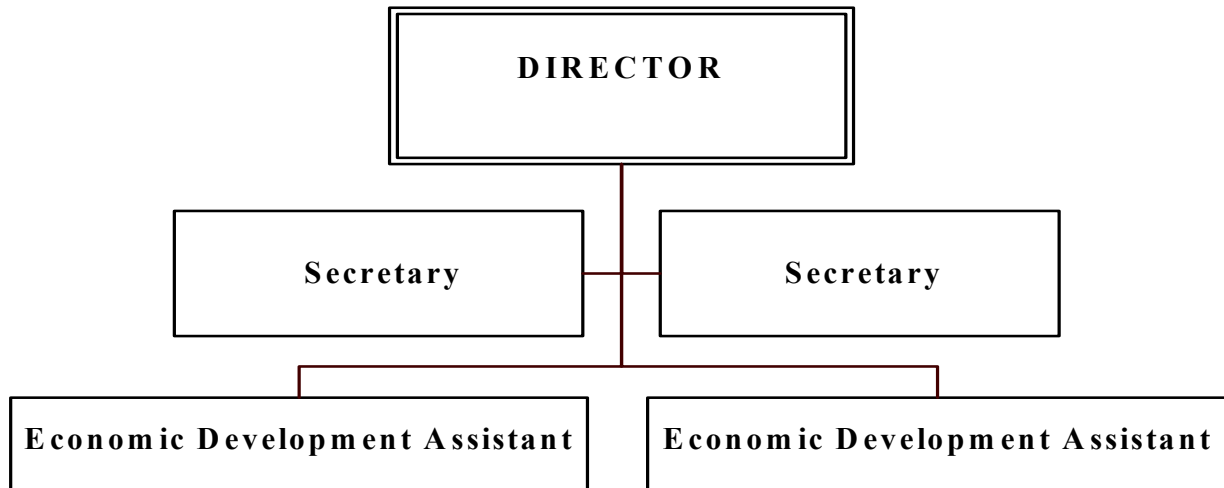 DIRECTOR
Secretary
Secretary
Economic Development Assistant
Economic Development Assistant